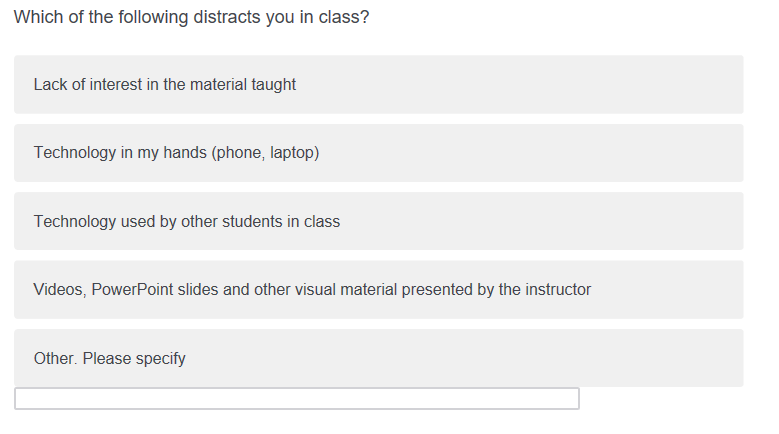 Which of the following distracts you in class?
Lack of interest in the material taught
Technology in my hands (phone, laptop)
Technology used by other students in class
Videos, PowerPoint slides and other visual material presented by the instructor
Other. Please specify